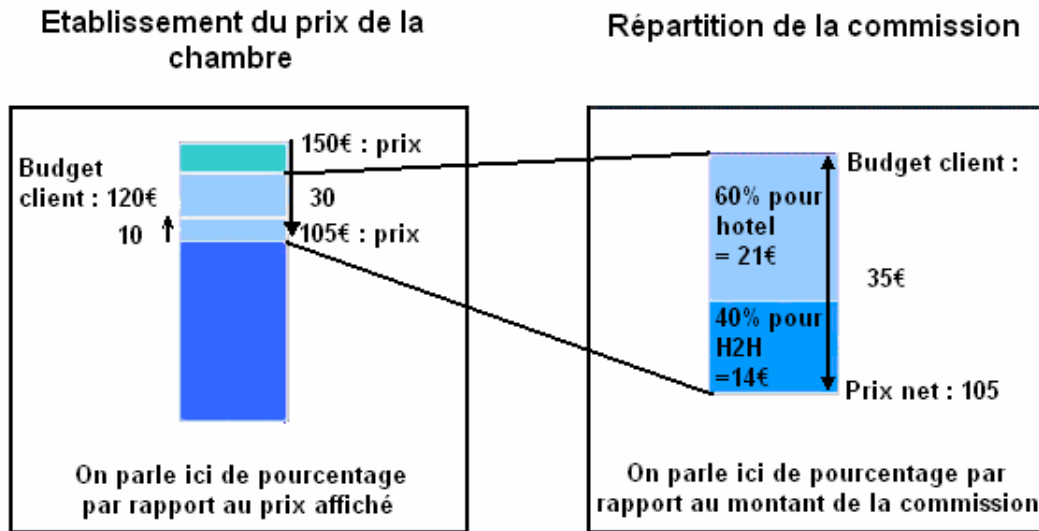 Etablissement du prix de la
chambre
Répartition de la commission
150€ : prix
Budget
client : 120€
30
10
105€ : prix
On parle ici de pourcentage
par rapport au prix affiché
Budget client :
60% pour
hotel
= 21€
35€
40% pour
H2H
=14€
Prix net : 105
On parle ici de pourcentage par
rapport au montant de la commission